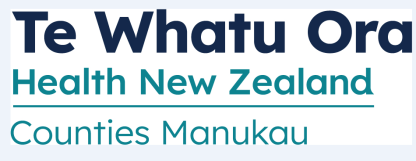 Te Whatu Ora
Health New Zealand
Counties Manukau